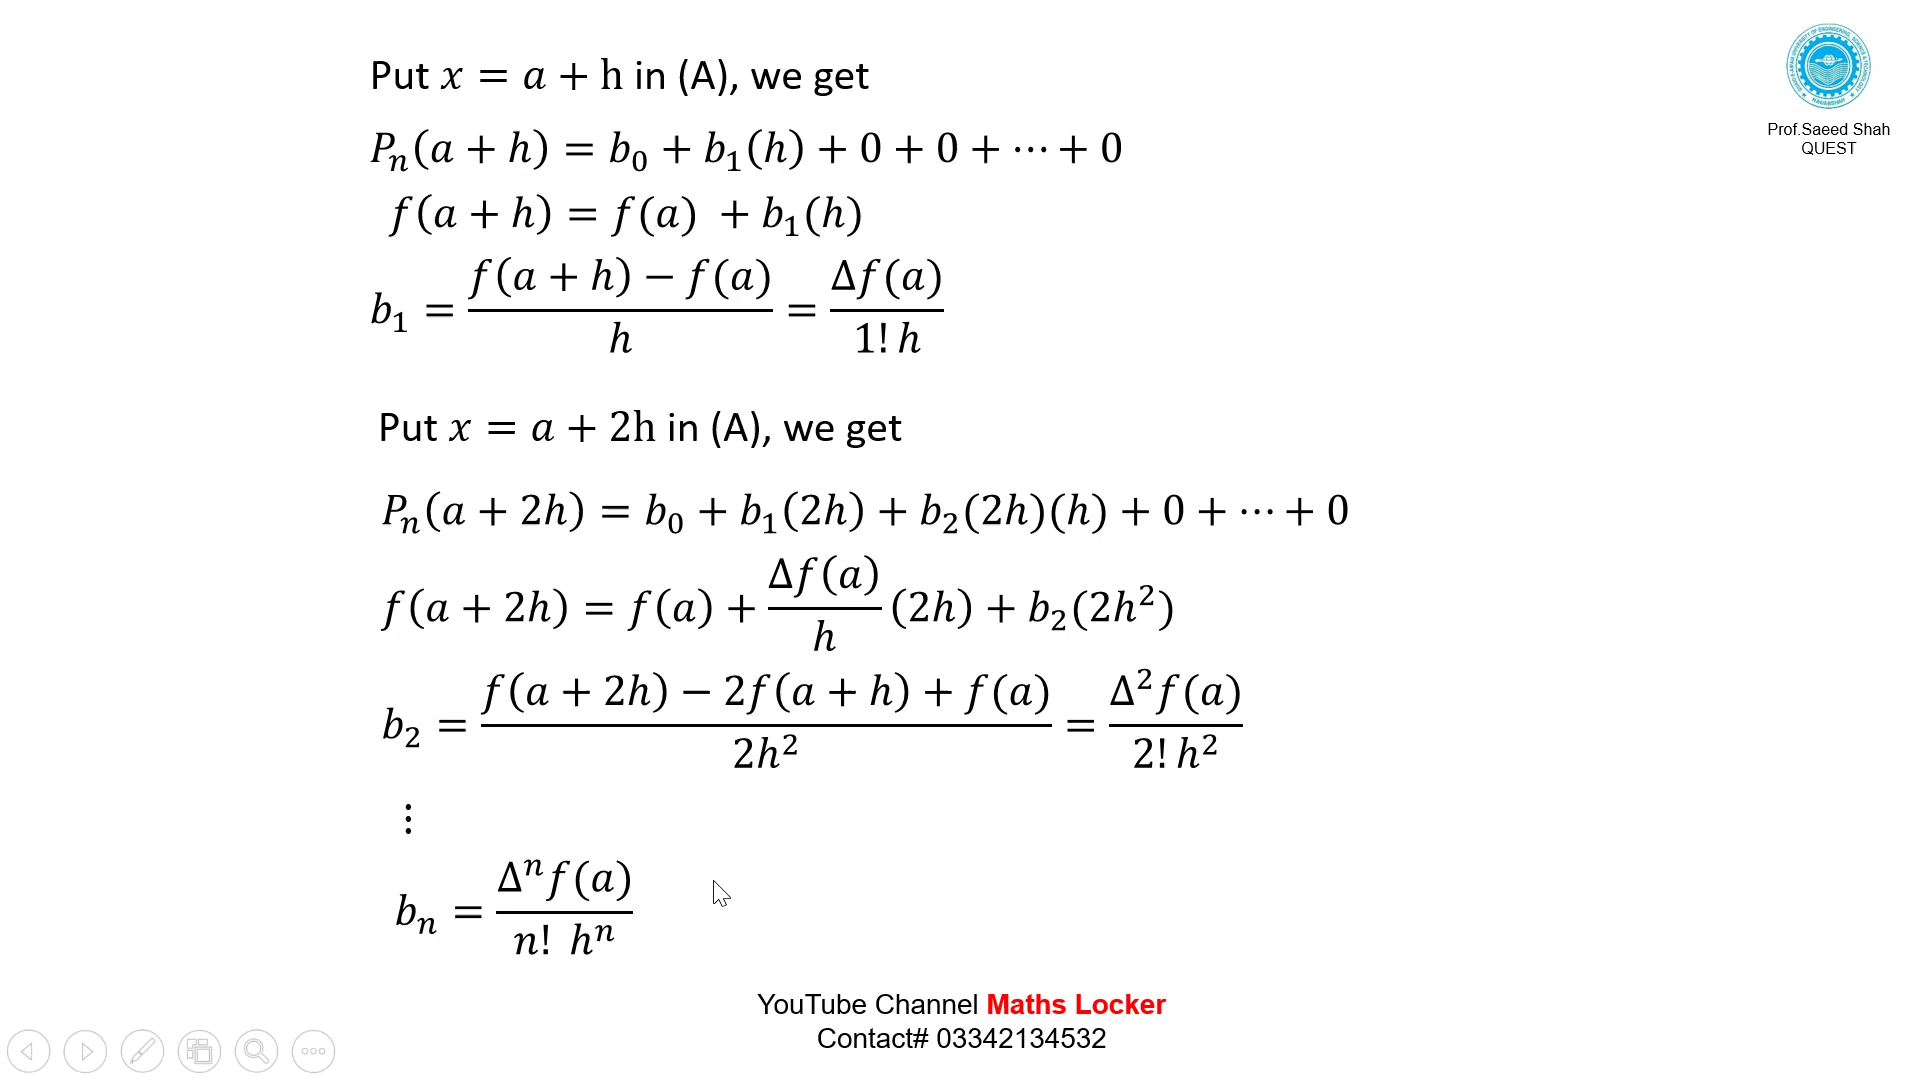 Put x = a + h in (A), we get
Prof.Saeed Shah
QUEST
Pₙ(a + h) = b₀ + b₁(h) + 0 + 0 + ⋯ + 0
f(a + h) = f(a) + b₁(h)
b₁ = (f(a + h) − f(a))/h = Δf(a)/(1! h)
Put x = a + 2h in (A), we get
Pₙ(a + 2h) = b₀ + b₁(2h) + b₂(2h)(h) + 0 + ⋯ + 0
f(a + 2h) = f(a) + Δf(a)/h (2h) + b₂(2h²)
b₂ = (f(a + 2h) − 2f(a + h) + f(a))/2h² = Δ²f(a)/(2! h²)
⋮
bₙ = Δⁿf(a)/(n! hⁿ)
YouTube Channel Maths Locker
Contact# 03342134532